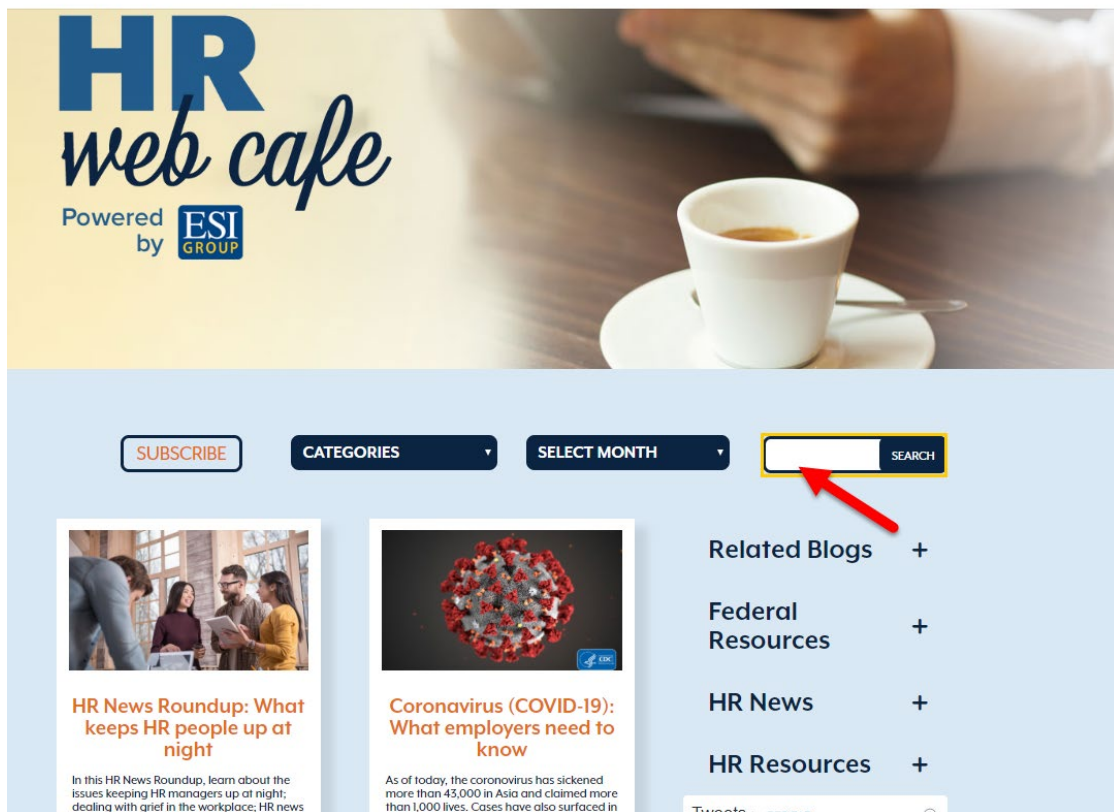 HR
web cafe
Powered
by
ESI
GROUP
SUBSCRIBE
CATEGORIES
SELECT MONTH
SEARCH
CDC
HR News Roundup: What
keeps HR people up at
night
In this HR News Roundup, learn about the
issues keeping HR managers up at night;
dealing with grief in the workplace; HR news
Coronavirus (COVID-19):
What employers need to
know
As of today, the coronavirus has sickened
more than 43,000 in Asia and claimed more
than 1,000 lives. Cases have also surfaced in
Related Blogs +
Federal
Resources +
HR News +
HR Resources +
Tweets